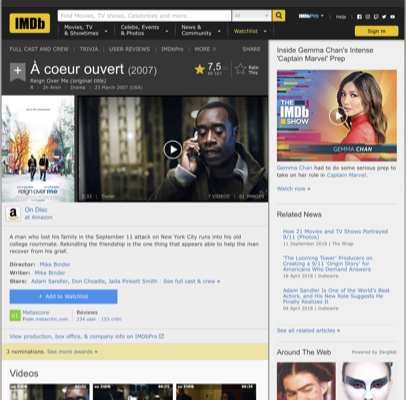 IMDb
Find Movies, TV shows, Celebrities and more...
All
IMDbPro
Help
Movies, TV
& Showtimes
Celebs, Events
& Photos
News &
Community
Watchlist
Sign in
FULL CAST AND CREW | TRIVIA | USER REVIEWS | IMDbPro | MORE
SHARE
À coeur ouvert (2007)
Reign Over Me (original title)
R | 2h 4min | Drama | 23 March 2007 (USA)
7,5
Rate
This
reign over me
2:32 | Trailer
7 VIDEOS | 61 IMAGES
On Disc
at Amazon
A man who lost his family in the September 11 attack on New York City runs into his old
college roommate. Rekindling the friendship is the one thing that appears able to help the man
recover from his grief.
Director: Mike Binder
Writer: Mike Binder
Stars: Adam Sandler, Don Cheadle, Jada Pinkett Smith | See full cast & crew »
+ Add to Watchlist
61
Metascore
From metacritic.com
Reviews
234 user | 153 critic
View production, box office, & company info on IMDbPro
3 nominations. See more awards »
Videos
Inside Gemma Chan's Intense
'Captain Marvel' Prep
THE
IMDb
SHOW
GEMMA CHAN
Gemma Chan had to do some serious prep to
take on her role in Captain Marvel.
Watch now »
Related News
How 21 Movies and TV Shows Portrayed
9/11 (Photos)
11 September 2018 | The Wrap
'The Looming Tower' Producers on
Creating a 9/11 'Origin Story' for
Americans Who Demand Answers
18 April 2018 | Indiewire
Adam Sandler Is One of the World's Best
Actors, and His New Role Suggests He
Finally Realizes It
04 April 2018 | Indiewire
See all related articles »
Around The Web
Powered by ZergNet